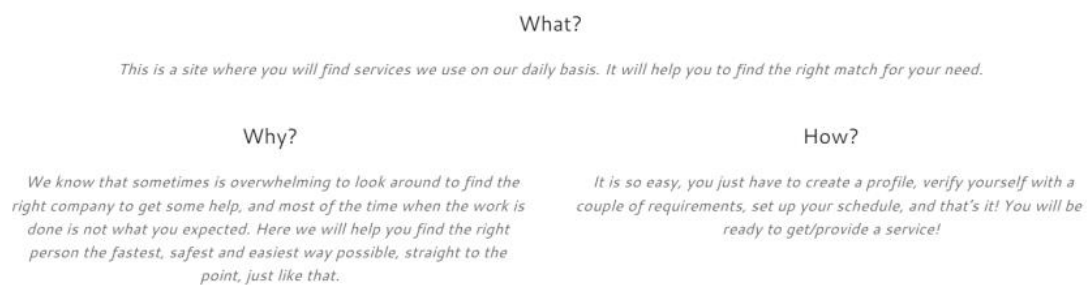 What?
This is a site where you will find services we use on our daily basis. It will help you to find the right match for your need.
Why?
We know that sometimes is overwhelming to look around to find the
right company to get some help, and most of the time when the work is
done is not what you expected. Here we will help you find the right
person the fastest, safest and easiest way possible, straight to the
point, just like that.
How?
It is so easy, you just have to create a profile, verify yourself with a
couple of requirements, set up your schedule, and that's it! You will be
ready to get/provide a service!